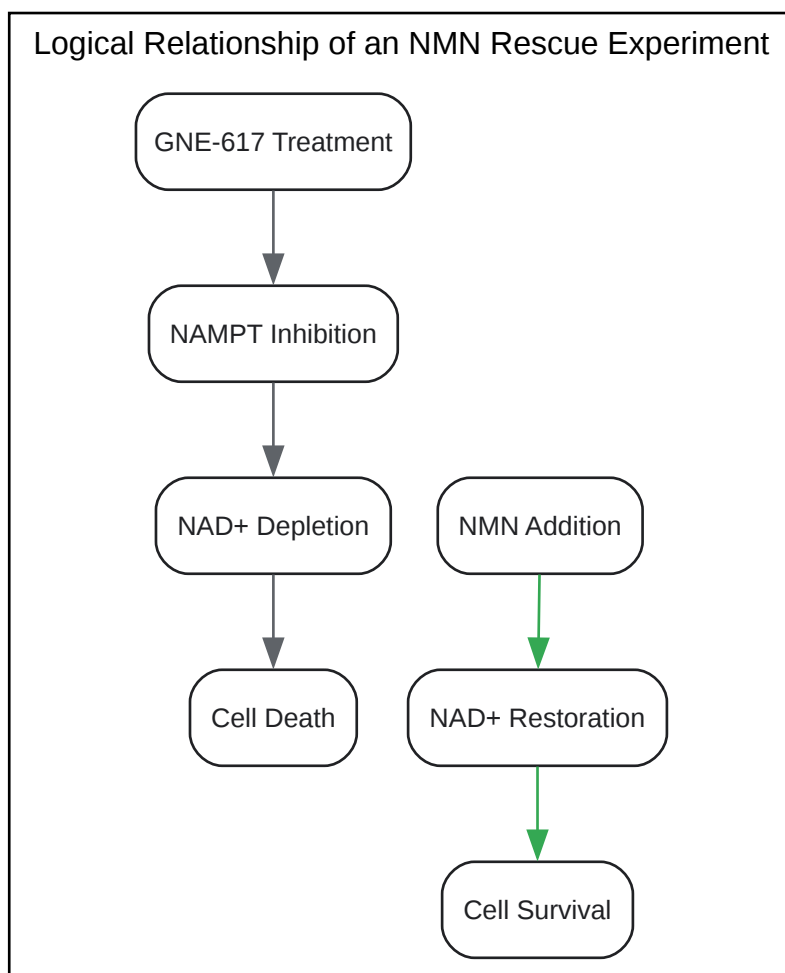 Logical Relationship of an NMN Rescue Experiment
GNE-617 Treatment
NAMPT Inhibition
NAD+ Depletion
NMN Addition
Cell Death
NAD+ Restoration
Cell Survival